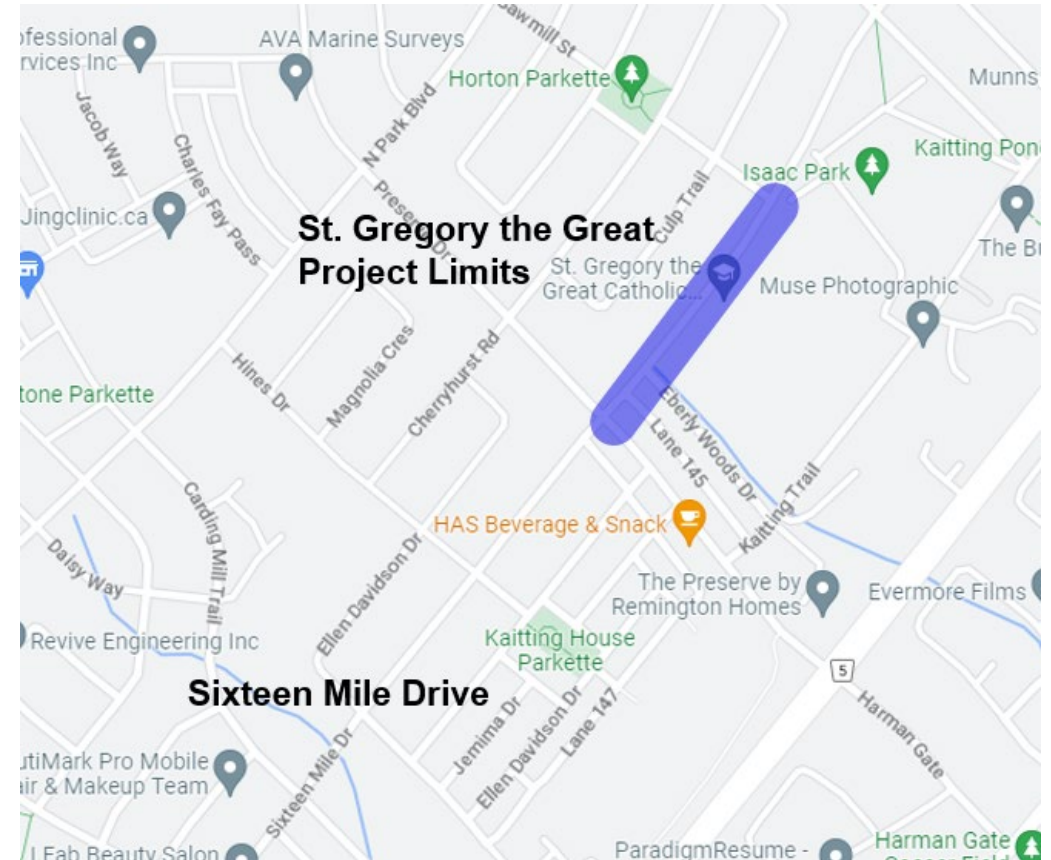 ofessional
rvices Inc
AVA Marine Surveys
Sawmill St
Horton Parkette
Munns
Jacob Way
Charles Fay Pass
N Park Blvd
Preserve Dr
Culp Trail
Isaac Park
Kaitting Pon
Jingclinic.ca
St. Gregory the Great
Project Limits
St. Gregory the
Great Catholic...
The Bu
Muse Photographic
Hines Dr
Magnolia Cres
Cherryhurst Rd
tone Parkette
Eberly Woods Dr
Lane 145
Carding Mill Trail
HAS Beverage & Snack
Kaitting Trail
Daisy Way
Ellen Davidson Dr
The Preserve by
Remington Homes
Evermore Films
Revive Engineering Inc
Kaitting House
Parkette
5
Sixteen Mile Drive
Jemima Dr
Ellen Davidson Dr
Lane 147
Harman Gate
utiMark Pro Mobile
air & Makeup Team
Sixteen Mile Dr
ParadigmResume -
Harman Gate